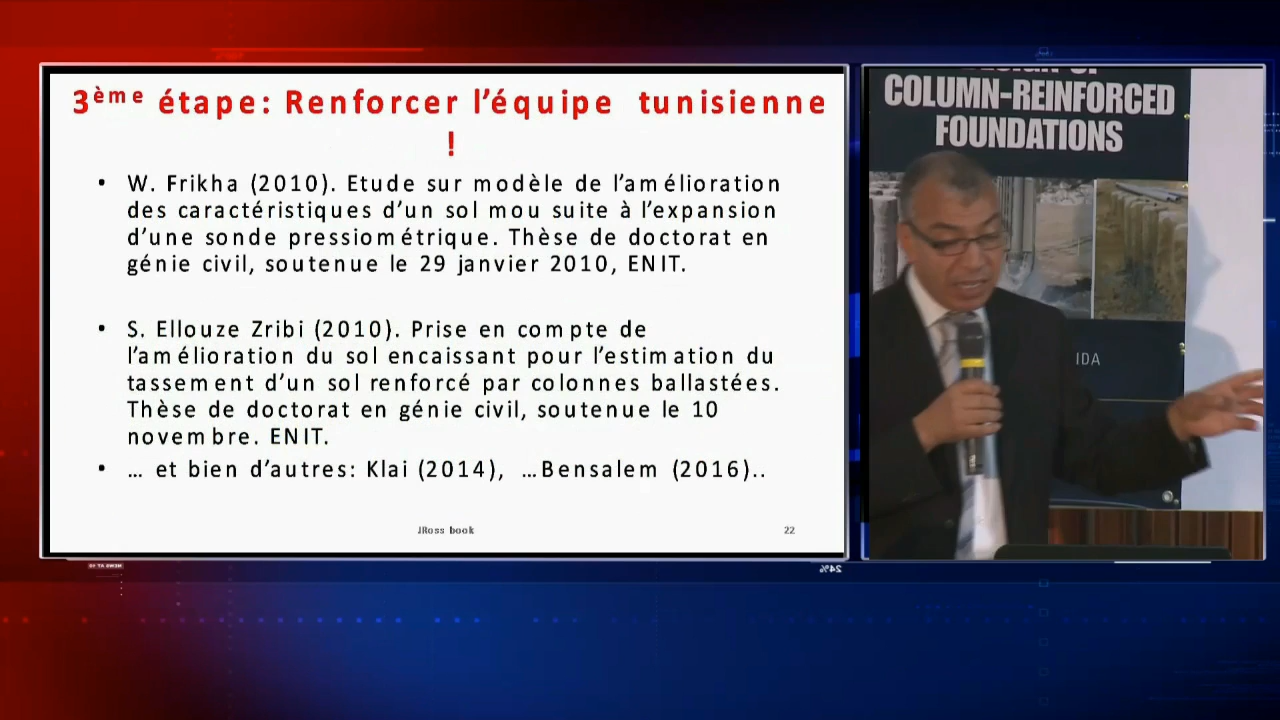 3ème étape: Renforcer l'équipe tunisienne
!
• W. Frikha (2010). Etude sur modèle de l'amélioration
des caractéristiques d'un sol mou suite à l'expansion
d'une sonde pressiométrique. Thèse de doctorat en
génie civil, soutenue le 29 janvier 2010, ENIT.
• S. Ellouze Zribi (2010). Prise en compte de
l'amélioration du sol encaissant pour l'estimation du
tassement d'un sol renforcé par colonnes ballastées.
Thèse de doctorat en génie civil, soutenue le 10
novembre. ENIT.
• … et bien d'autres: Klai (2014), …Bensalem (2016)..
JRoss book
22
COLUMN-REINFORCED
FOUNDATIONS
IDA
24%